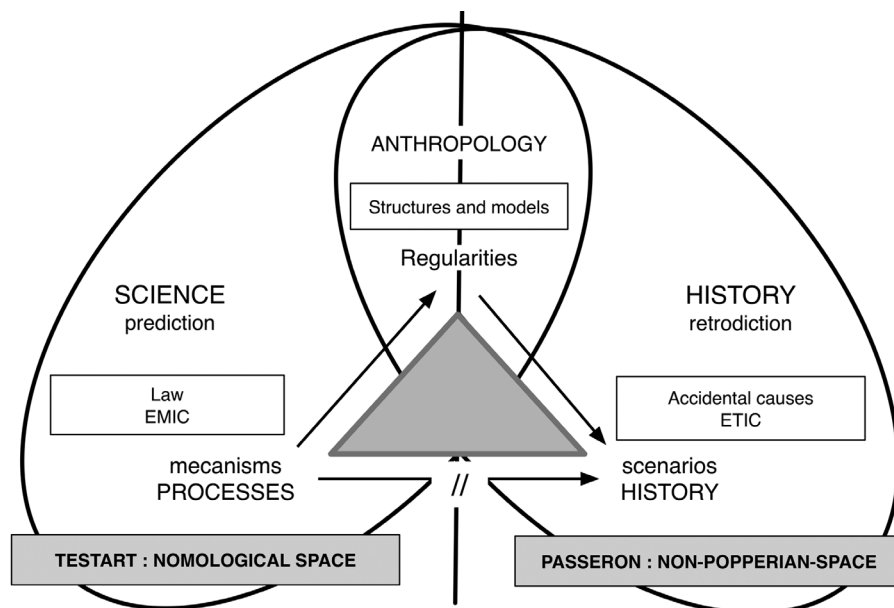 ANTHROPOLOGY
Structures and models
Regularities
SCIENCE
prediction
HISTORY
retrodiction
Law
EMIC
Accidental causes
ETIC
mecanisms
PROCESSES
//
scenarios
HISTORY
TESTART : NOMOLOGICAL SPACE
PASSERON : NON-POPPERIAN-SPACE